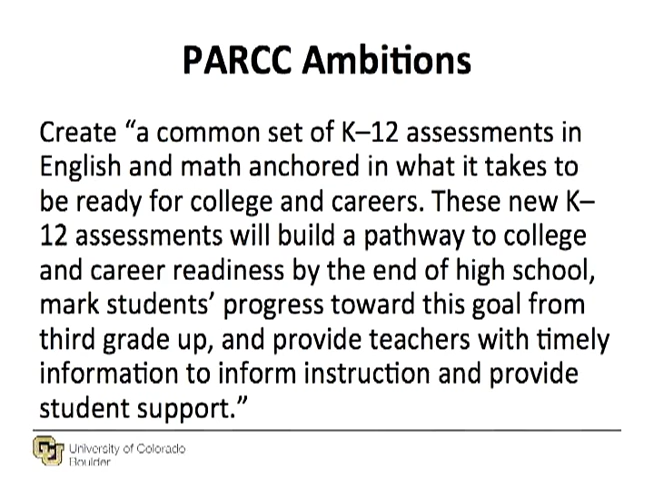 PARCC Ambitions
Create “a common set of K–12 assessments in
English and math anchored in what it takes to
be ready for college and careers. These new K–
12 assessments will build a pathway to college
and career readiness by the end of high school,
mark students’ progress toward this goal from
third grade up, and provide teachers with timely
information to inform instruction and provide
student support.”
University of Colorado
Boulder